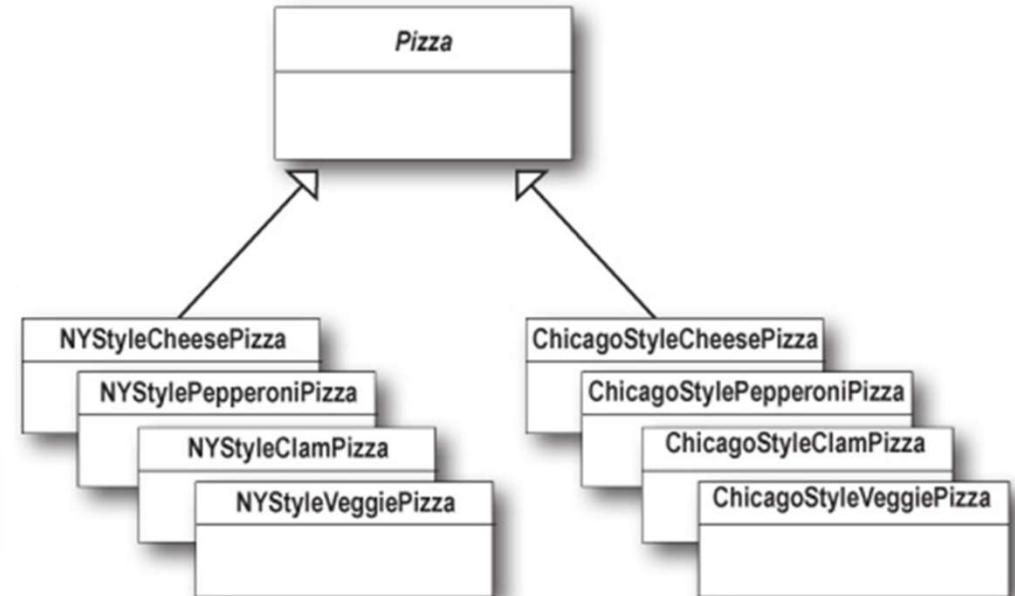 Pizza
NYStyleCheesePizza
NYStylePepperoniPizza
NYStyleClamPizza
NYStyleVeggiePizza
ChicagoStyleCheesePizza
ChicagoStylePepperoniPizza
ChicagoStyleClamPizza
ChicagoStyleVeggiePizza